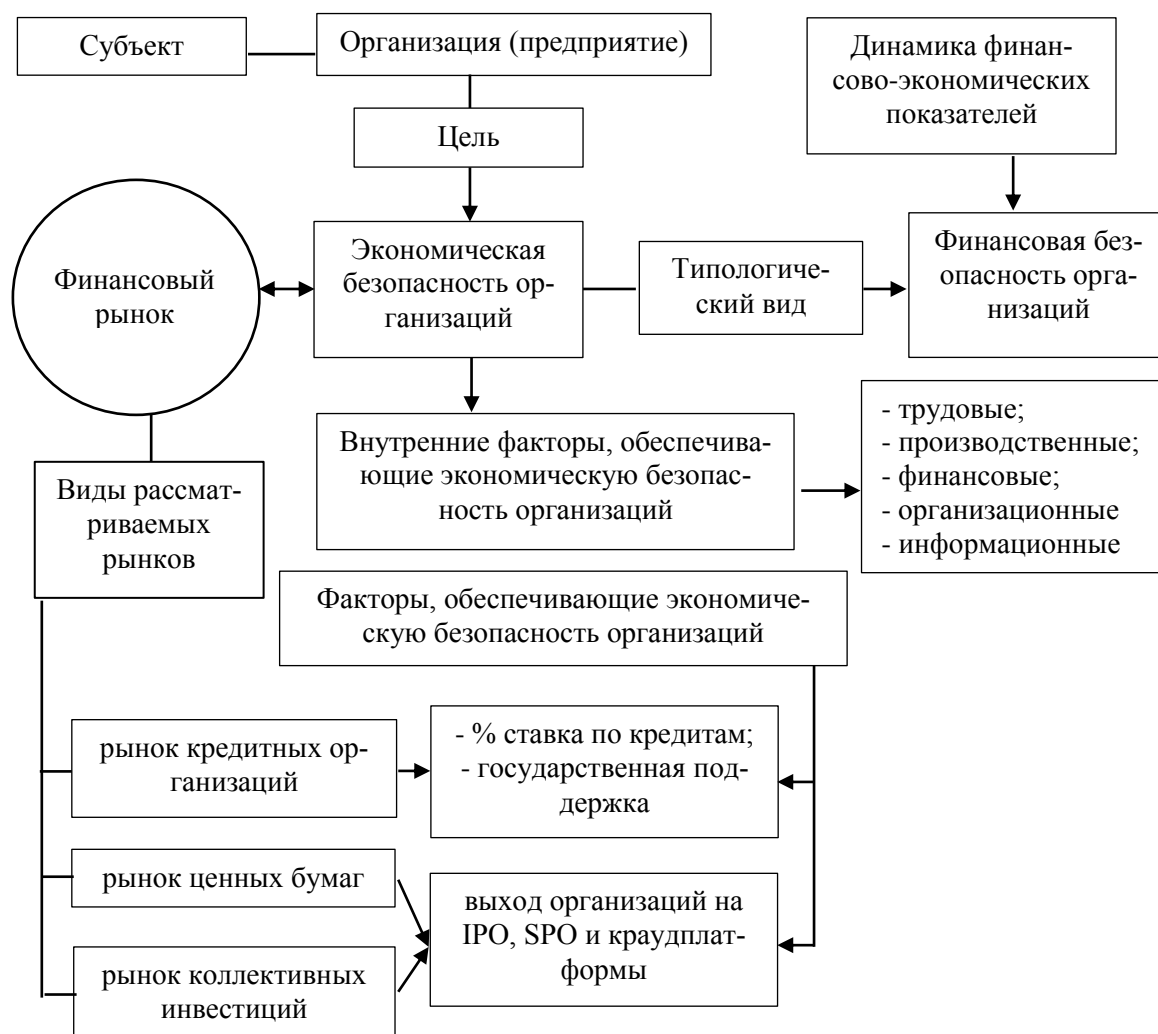 Субъект
Организация (предприятие)
Динамика финан-
сово-экономических
показателей
Цель
Финансовый
рынок
Экономическая
безопасность ор-
ганизаций
Типологиче-
ский вид
Финансовая без-
опасность орга-
низаций
Внутренние факторы, обеспечива-
ющие экономическую безопас-
ность организаций
- трудовые;
- производственные;
- финансовые;
- организационные
- информационные
Виды рассмат-
риваемых
рынков
Факторы, обеспечивающие экономиче-
скую безопасность организаций
рынок кредитных ор-
ганизаций
- % ставка по кредитам;
- государственная под-
держка
рынок ценных бумаг
выход организаций на
IPO, SPO и краудплат-
формы
рынок коллективных
инвестиций